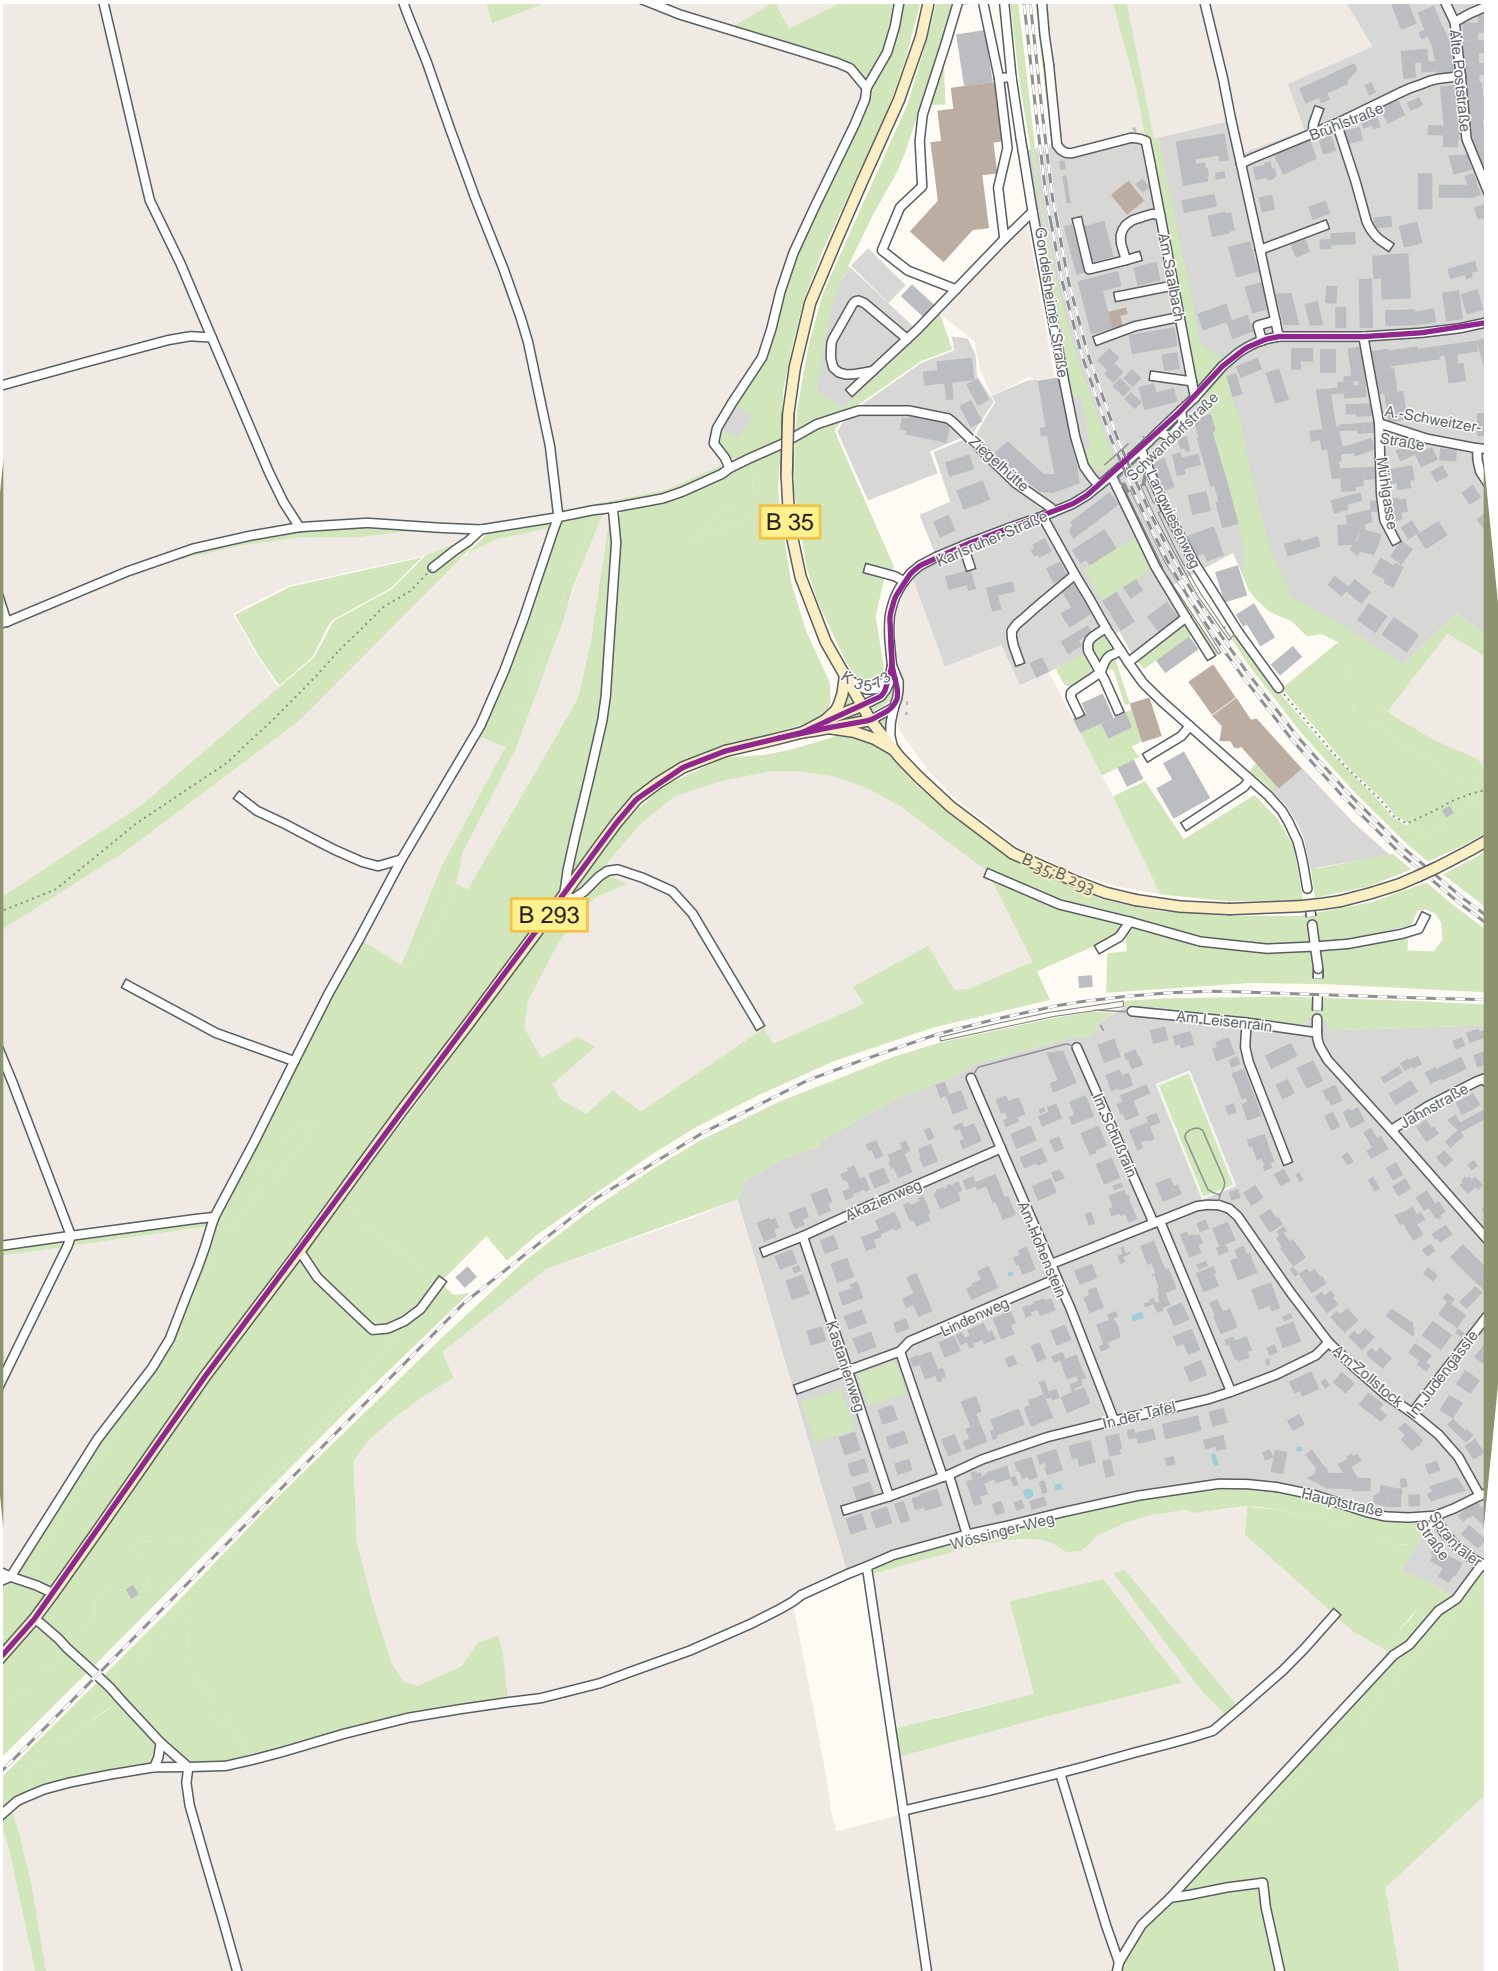 Alte Poststraße
Brühlstraße
Gondelsheimer Straße
Am Saalbach
Schwandorfstraße
A.-Schweitzer-
Straße
Mühlgasse
Ziegelhütte
Langwiesenweg
B 35
Karlsruher Straße
K 3573
B 35; B 293
B 293
Am Leisenrain
Jahnstraße
Im Schußrain
Akazienweg
Am Hohenstein
Lindenweg
Kastanienweg
Am Zollstock
Im Judengässle
In der Tafel
Hauptstraße
Wössinger Weg
Sprantaler
Straße